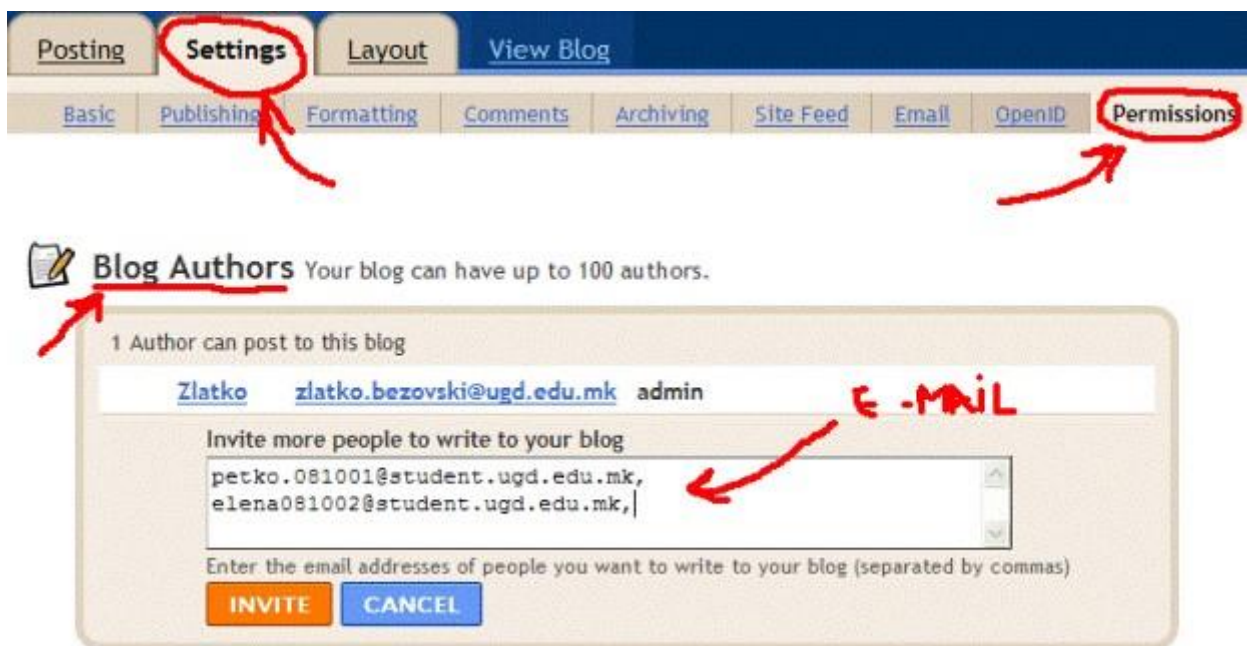 Posting Settings Layout View Blog
Basic Publishing Formatting Comments Archiving Site Feed Email OpenID Permissions
Blog Authors Your blog can have up to 100 authors.
1 Author can post to this blog
Zlatko zlatko.bezovski@ugd.edu.mk admin
E-MAiL
Invite more people to write to your blog
petko.081001@student.ugd.edu.mk,
elena081002@student.ugd.edu.mk,
Enter the email addresses of people you want to write to your blog (separated by commas)
INVITE CANCEL